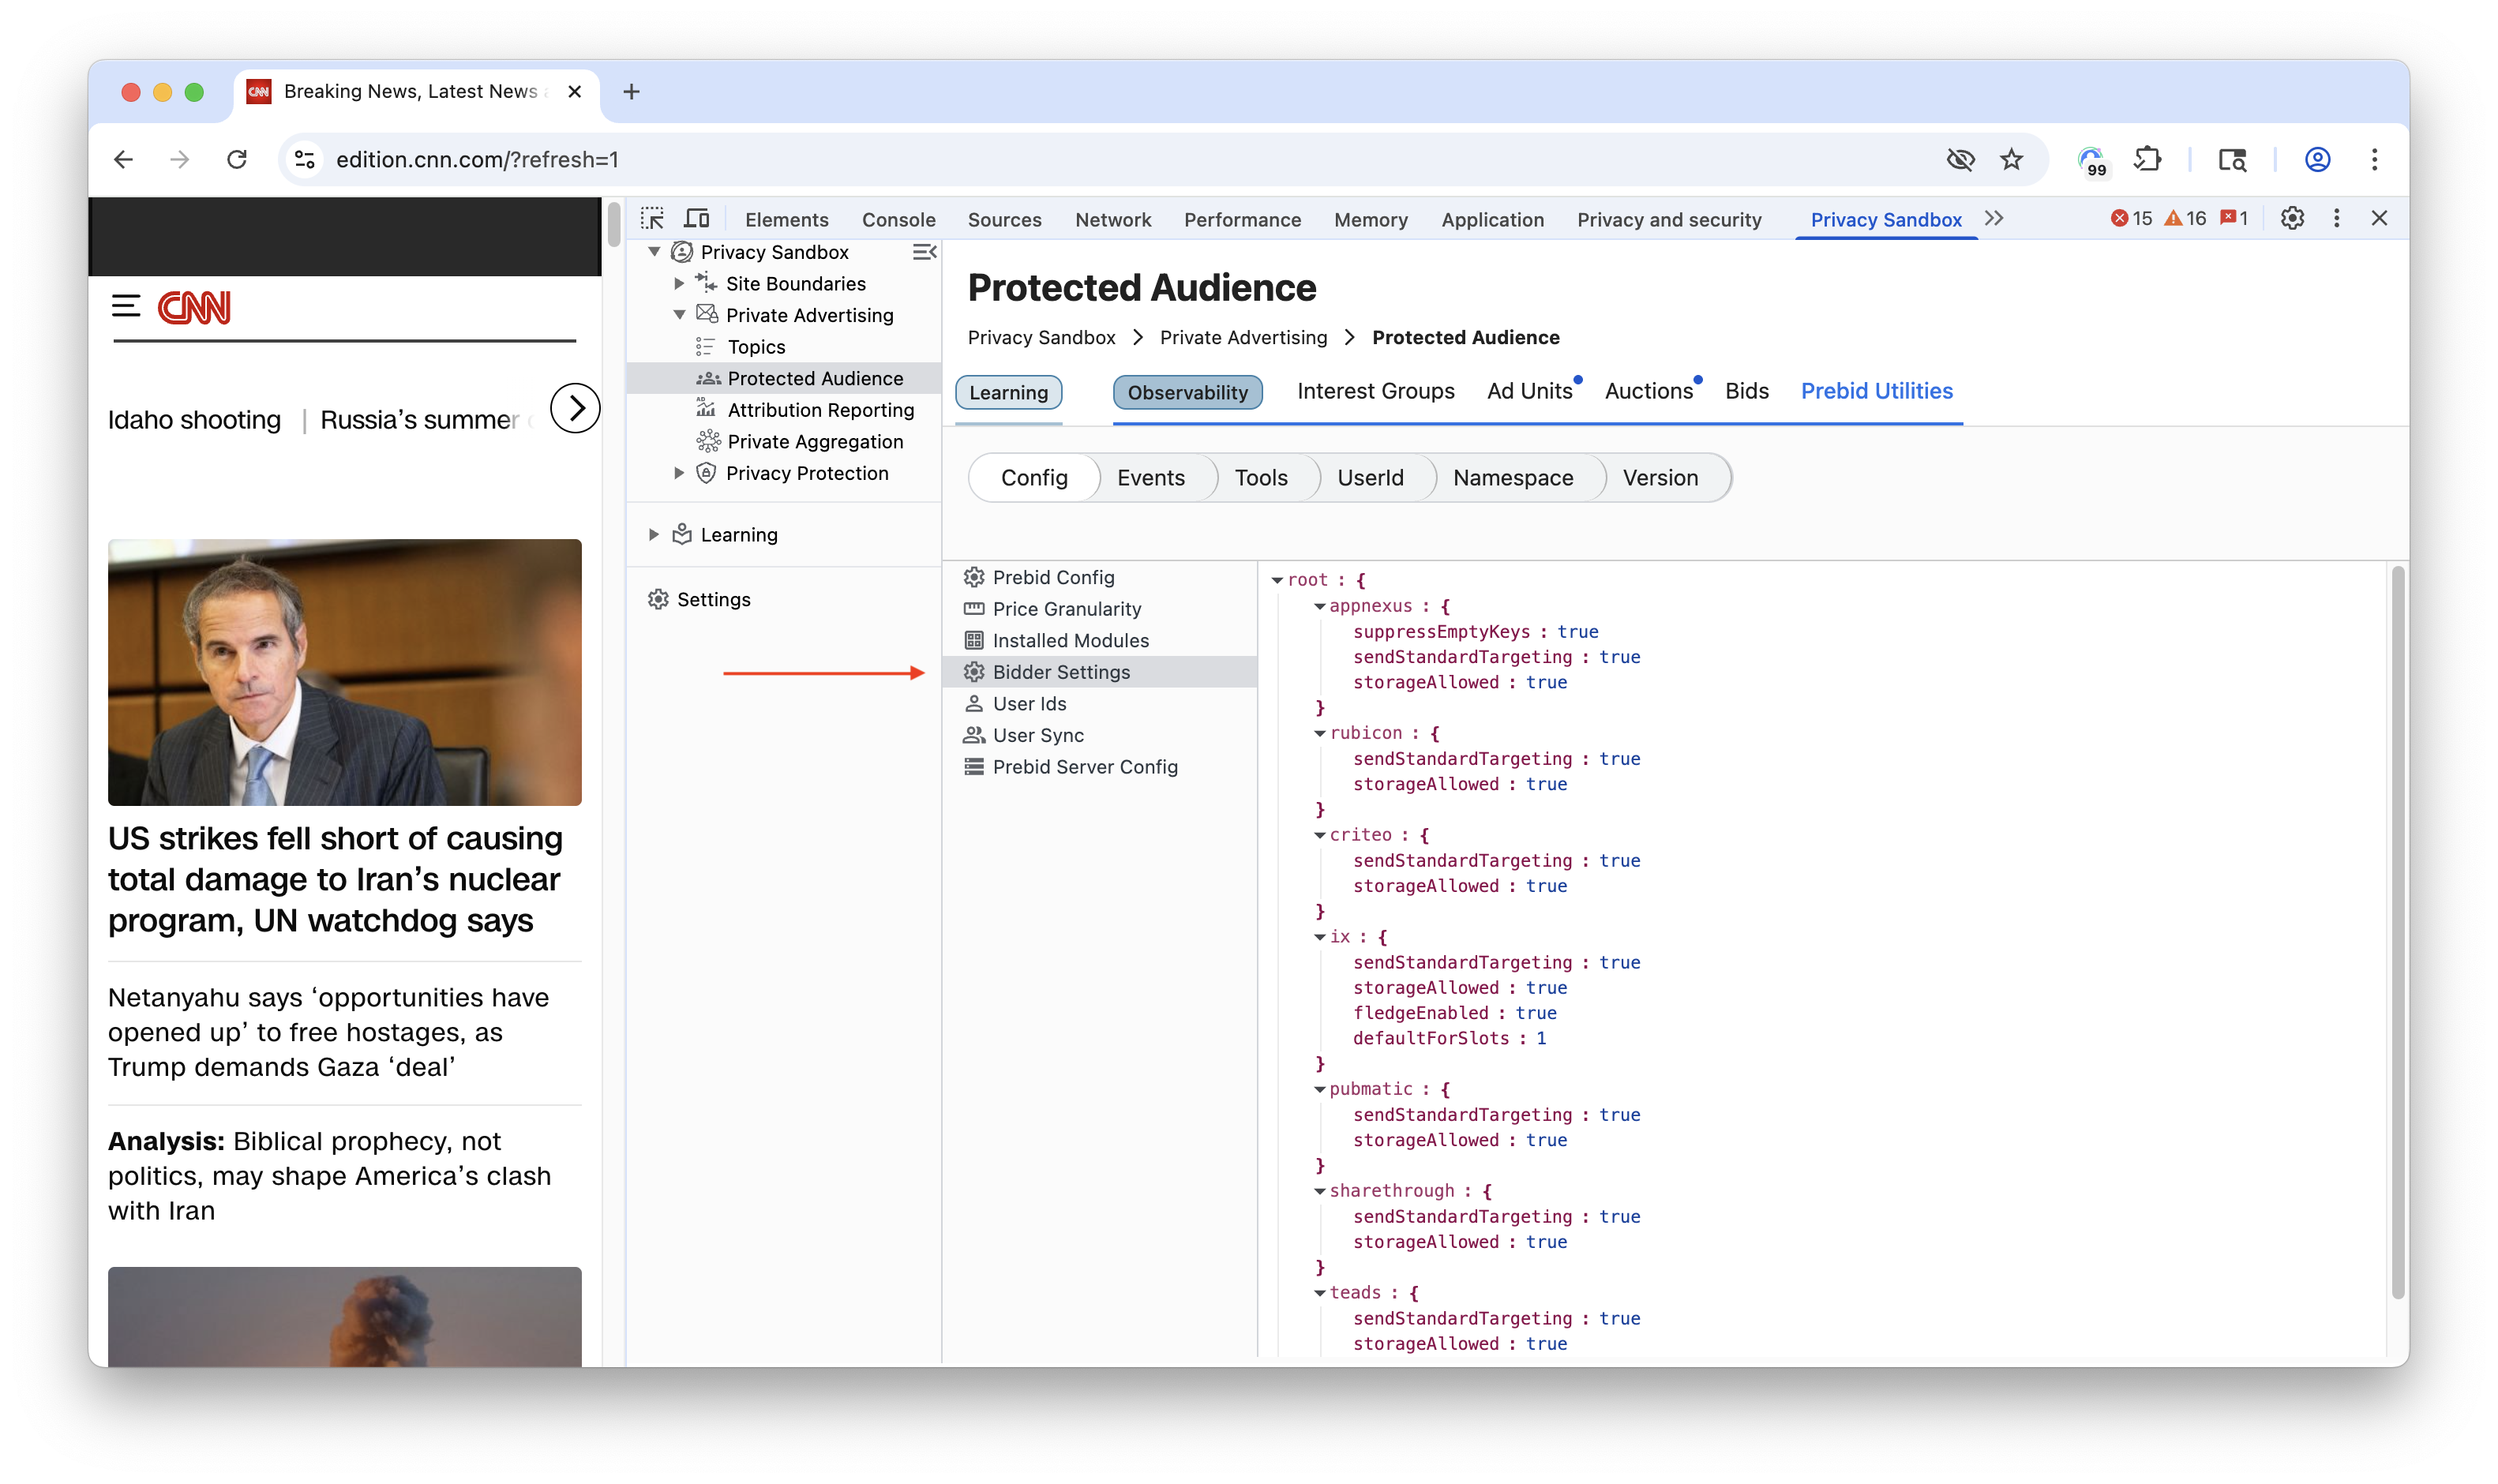 CNN Breaking News, Latest News
edition.cnn.com/?refresh=1
99
Elements Console Sources Network Performance Memory Application Privacy and security Privacy Sandbox 15 16 1
CNN
Idaho shooting | Russia’s summer
US strikes fell short of causing
total damage to Iran’s nuclear
program, UN watchdog says
Netanyahu says ‘opportunities have
opened up’ to free hostages, as
Trump demands Gaza ‘deal’
Analysis: Biblical prophecy, not
politics, may shape America’s clash
with Iran
Privacy Sandbox
Site Boundaries
Private Advertising
Topics
Protected Audience
Attribution Reporting
Private Aggregation
Privacy Protection
Learning
Settings
Protected Audience
Privacy Sandbox > Private Advertising > Protected Audience
Learning Observability Interest Groups Ad Units Auctions Bids Prebid Utilities
Config Events Tools UserId Namespace Version
Prebid Config
Price Granularity
Installed Modules
Bidder Settings
User Ids
User Sync
Prebid Server Config
root : {
appnexus : {
suppressEmptyKeys : true
sendStandardTargeting : true
storageAllowed : true
}
rubicon : {
sendStandardTargeting : true
storageAllowed : true
}
criteo : {
sendStandardTargeting : true
storageAllowed : true
}
ix : {
sendStandardTargeting : true
storageAllowed : true
fledgeEnabled : true
defaultForSlots : 1
}
pubmatic : {
sendStandardTargeting : true
storageAllowed : true
}
sharethrough : {
sendStandardTargeting : true
storageAllowed : true
}
teads : {
sendStandardTargeting : true
storageAllowed : true